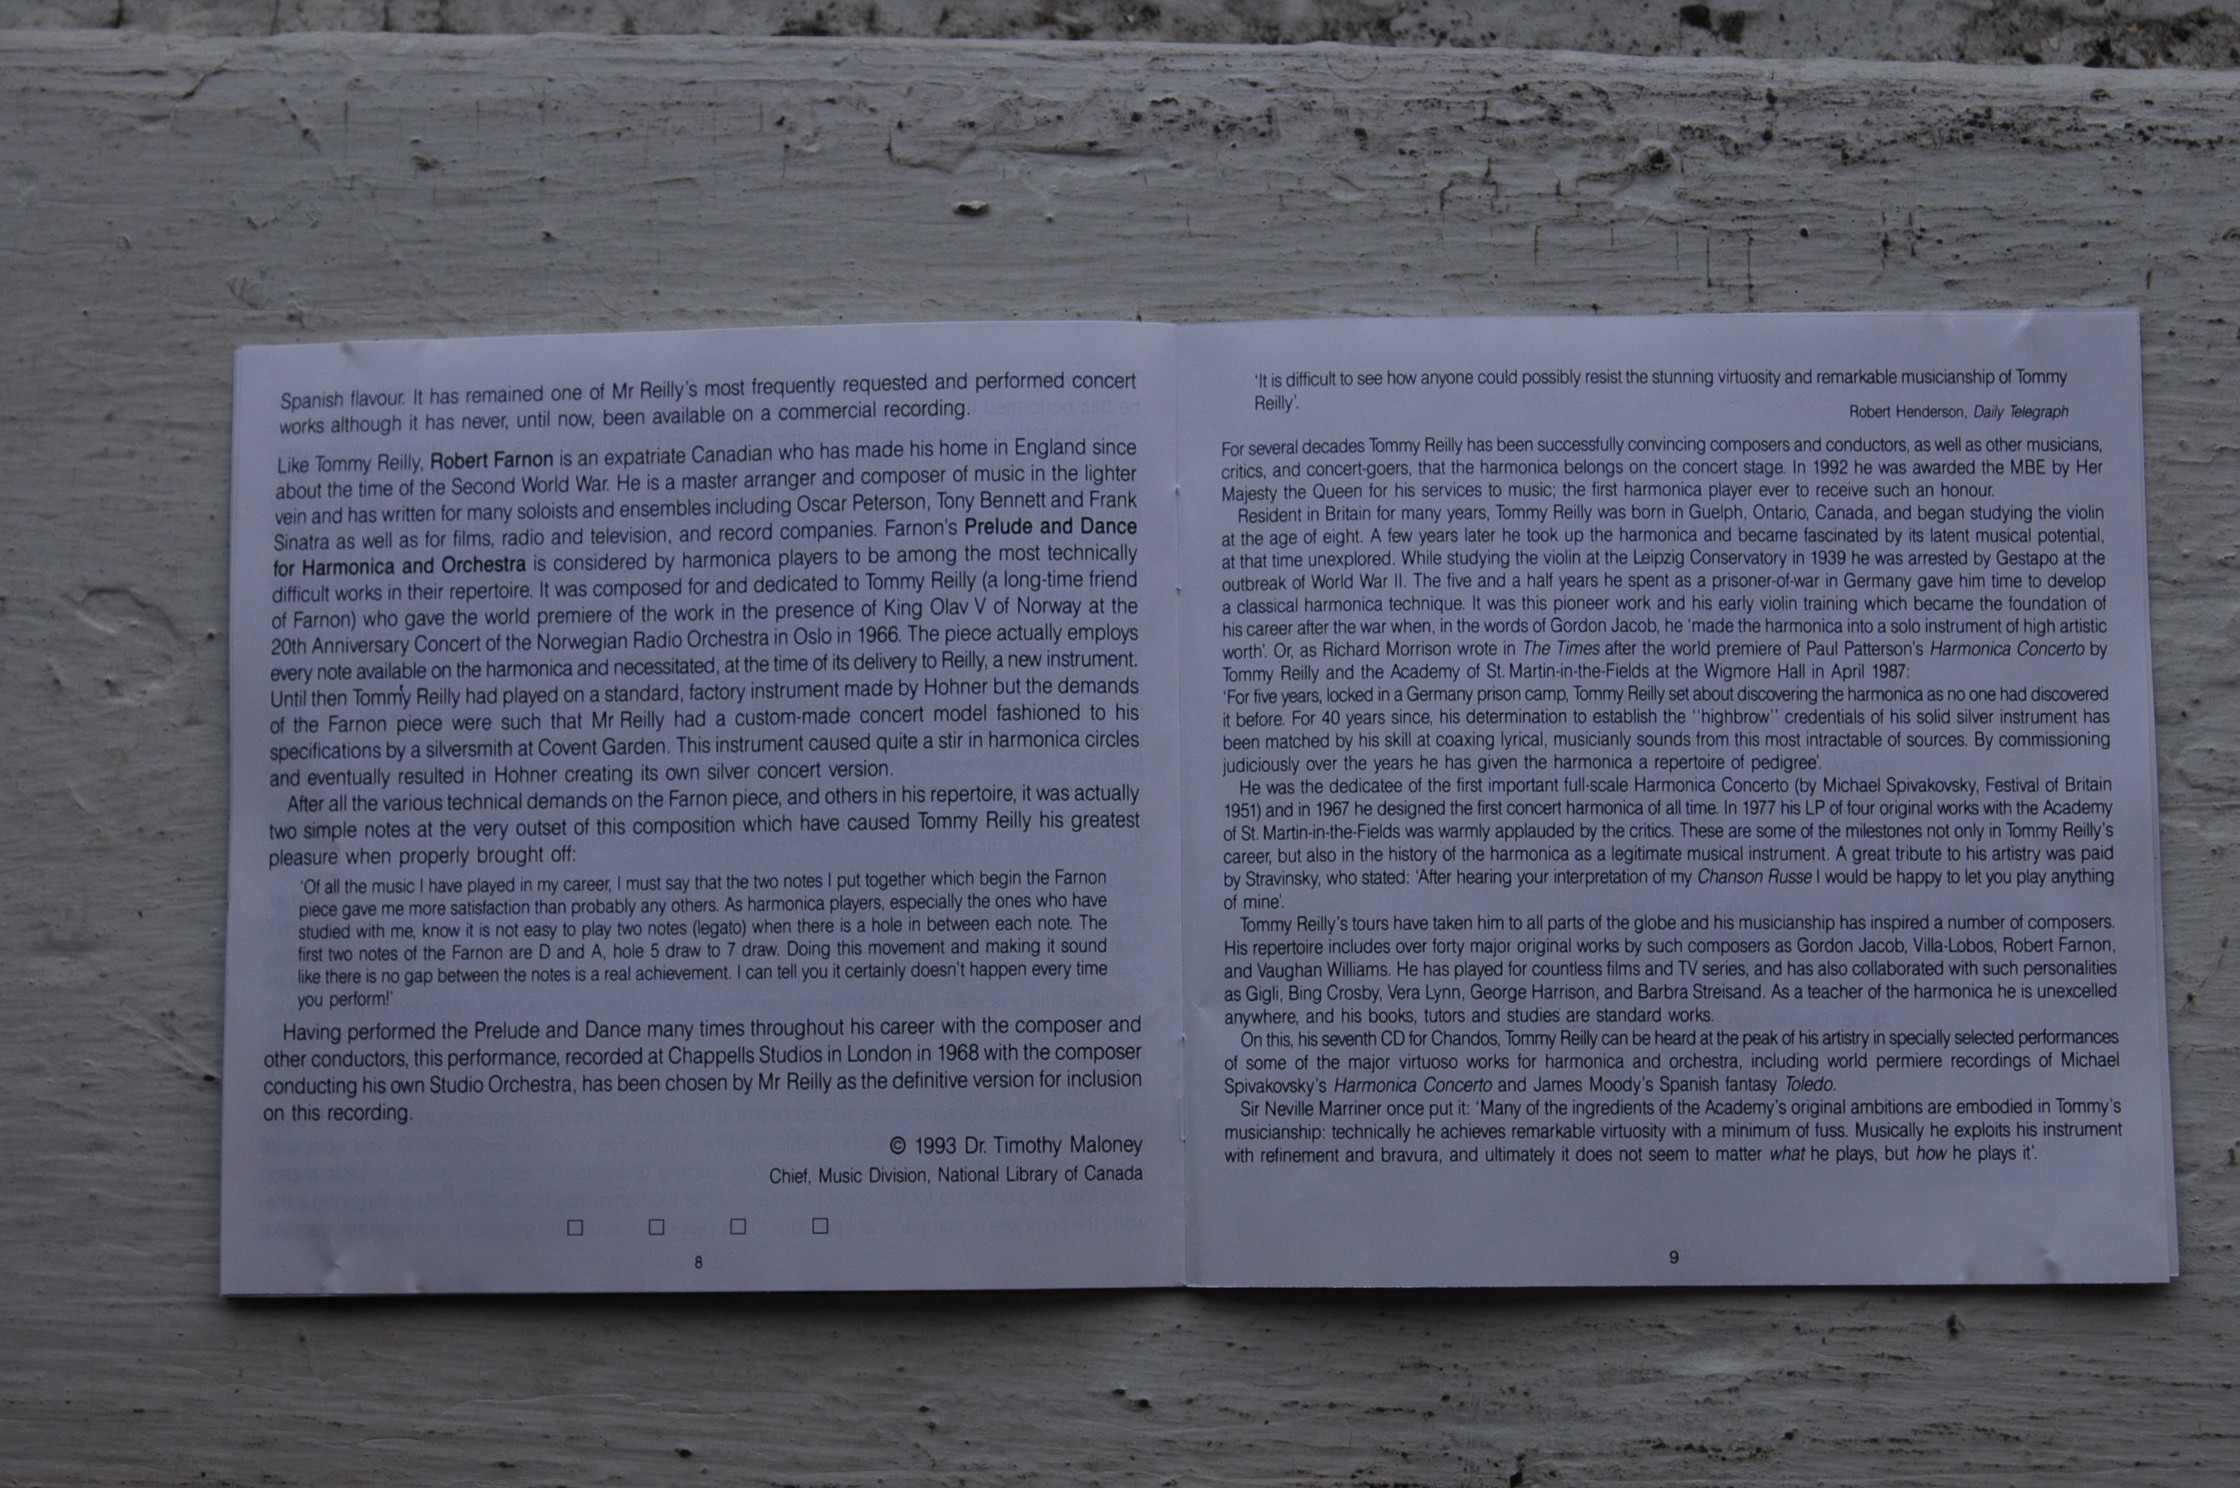 Spanish flavour. It has remained one of Mr Reilly's most frequently requested and performed concert
works although it has never, until now, been available on a commercial recording.
Like Tommy Reilly, Robert Farnon is an expatriate Canadian who has made his home in England since
about the time of the Second World War. He is a master arranger and composer of music in the lighter
vein and has written for many soloists and ensembles including Oscar Peterson, Tony Bennett and Frank
Sinatra as well as for films, radio and television, and record companies. Farnon's Prelude and Dance
for Harmonica and Orchestra is considered by harmonica players to be among the most technically
difficult works in their repertoire. It was composed for and dedicated to Tommy Reilly (a long-time friend
of Farnon) who gave the world premiere of the work in the presence of King Olav V of Norway at the
20th Anniversary Concert of the Norwegian Radio Orchestra in Oslo in 1966. The piece actually employs
every note available on the harmonica and necessitated, at the time of its delivery to Reilly, a new instrument.
Until then Tommy Reilly had played on a standard, factory instrument made by Hohner but the demands
of the Farnon piece were such that Mr Reilly had a custom-made concert model fashioned to his
specifications by a silversmith at Covent Garden. This instrument caused quite a stir in harmonica circles
and eventually resulted in Hohner creating its own silver concert version.
After all the various technical demands on the Farnon piece, and others in his repertoire, it was actually
two simple notes at the very outset of this composition which have caused Tommy Reilly his greatest
pleasure when properly brought off:
'Of all the music I have played in my career, I must say that the two notes I put together which begin the Farnon
piece gave me more satisfaction than probably any others. As harmonica players, especially the ones who have
studied with me, know it is not easy to play two notes (legato) when there is a hole in between each note. The
first two notes of the Farnon are D and A, hole 5 draw to 7 draw. Doing this movement and making it sound
like there is no gap between the notes is a real achievement. I can tell you it certainly doesn't happen every time
you perform!'
Having performed the Prelude and Dance many times throughout his career with the composer and
other conductors, this performance, recorded at Chappells Studios in London in 1968 with the composer
conducting his own Studio Orchestra, has been chosen by Mr Reilly as the definitive version for inclusion
on this recording.
© 1993 Dr. Timothy Maloney
Chief, Music Division, National Library of Canada
8
'It is difficult to see how anyone could possibly resist the stunning virtuosity and remarkable musicianship of Tommy
Reilly'.
Robert Henderson, Daily Telegraph
For several decades Tommy Reilly has been successfully convincing composers and conductors, as well as other musicians,
critics, and concert-goers, that the harmonica belongs on the concert stage. In 1992 he was awarded the MBE by Her
Majesty the Queen for his services to music; the first harmonica player ever to receive such an honour.
Resident in Britain for many years, Tommy Reilly was born in Guelph, Ontario, Canada, and began studying the violin
at the age of eight. A few years later he took up the harmonica and became fascinated by its latent musical potential,
at that time unexplored. While studying the violin at the Leipzig Conservatory in 1939 he was arrested by Gestapo at the
outbreak of World War II. The five and a half years he spent as a prisoner-of-war in Germany gave him time to develop
a classical harmonica technique. It was this pioneer work and his early violin training which became the foundation of
his career after the war when, in the words of Gordon Jacob, he 'made the harmonica into a solo instrument of high artistic
worth'. Or, as Richard Morrison wrote in The Times after the world premiere of Paul Patterson's Harmonica Concerto by
Tommy Reilly and the Academy of St. Martin-in-the-Fields at the Wigmore Hall in April 1987:
'For five years, locked in a Germany prison camp, Tommy Reilly set about discovering the harmonica as no one had discovered
it before. For 40 years since, his determination to establish the "highbrow" credentials of his solid silver instrument has
been matched by his skill at coaxing lyrical, musicianly sounds from this most intractable of sources. By commissioning
judiciously over the years he has given the harmonica a repertoire of pedigree'.
He was the dedicatee of the first important full-scale Harmonica Concerto (by Michael Spivakovsky, Festival of Britain
1951) and in 1967 he designed the first concert harmonica of all time. In 1977 his LP of four original works with the Academy
of St. Martin-in-the-Fields was warmly applauded by the critics. These are some of the milestones not only in Tommy Reilly's
career, but also in the history of the harmonica as a legitimate musical instrument. A great tribute to his artistry was paid
by Stravinsky, who stated: 'After hearing your interpretation of my Chanson Russe I would be happy to let you play anything
of mine'.
Tommy Reilly's tours have taken him to all parts of the globe and his musicianship has inspired a number of composers.
His repertoire includes over forty major original works by such composers as Gordon Jacob, Villa-Lobos, Robert Farnon,
and Vaughan Williams. He has played for countless films and TV series, and has also collaborated with such personalities
as Gigli, Bing Crosby, Vera Lynn, George Harrison, and Barbra Streisand. As a teacher of the harmonica he is unexcelled
anywhere, and his books, tutors and studies are standard works.
On this, his seventh CD for Chandos, Tommy Reilly can be heard at the peak of his artistry in specially selected performances
of some of the major virtuoso works for harmonica and orchestra, including world permiere recordings of Michael
Spivakovsky's Harmonica Concerto and James Moody's Spanish fantasy Toledo.
Sir Neville Marriner once put it: 'Many of the ingredients of the Academy's original ambitions are embodied in Tommy's
musicianship: technically he achieves remarkable virtuosity with a minimum of fuss. Musically he exploits his instrument
with refinement and bravura, and ultimately it does not seem to matter what he plays, but how he plays it'.
9